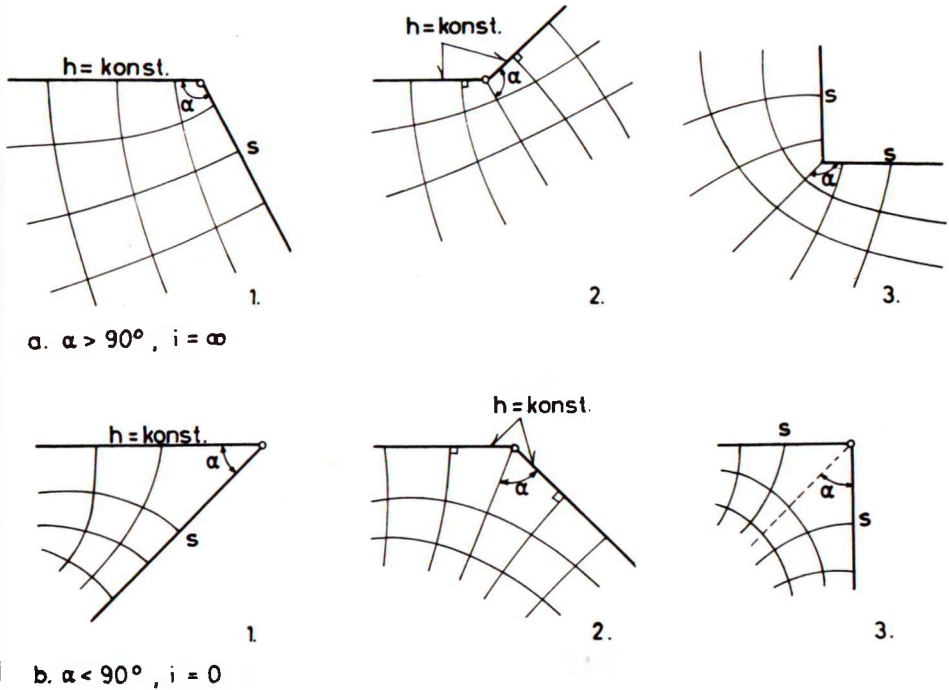 h = konst.
α
s
1.
h = konst.
α
2.
s
s
α
3.
a. α > 90° , i = ∞
h = konst.
α
s
1.
h = konst.
α
2.
s
α
s
3.
b. α < 90° , i = 0